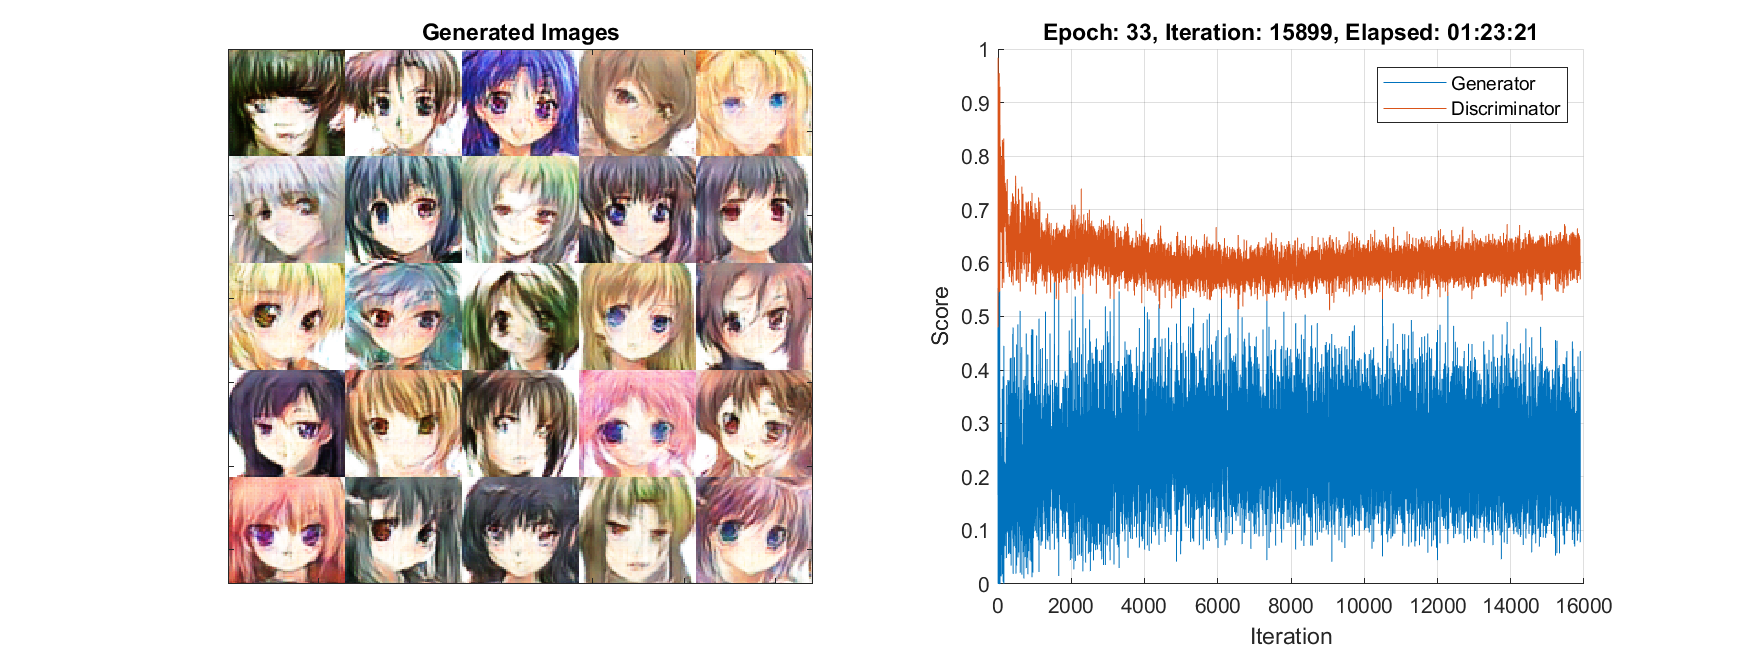 Generated Images
Epoch: 33, Iteration: 15899, Elapsed: 01:23:21
Generator
Discriminator
1
0.9
0.8
0.7
0.6
0.5
0.4
0.3
0.2
0.1
0
Score
0 2000 4000 6000 8000 10000 12000 14000 16000
Iteration